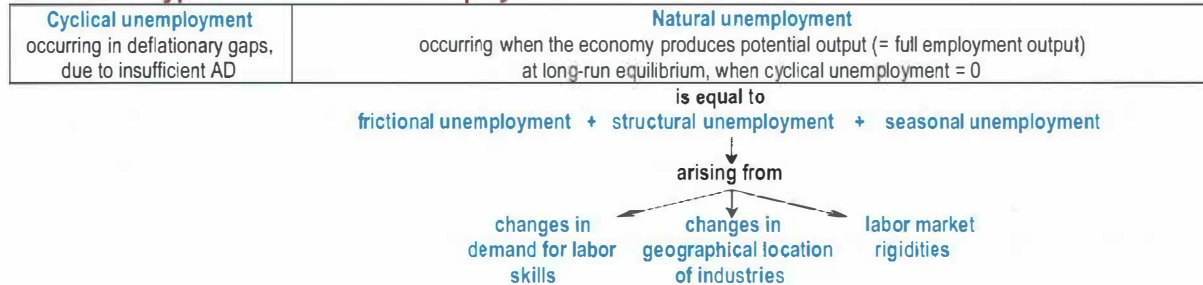 Cyclical unemployment
occurring in deflationary gaps,
due to insufficient AD
Natural unemployment
occurring when the economy produces potential output (= full employment output)
at long-run equilibrium, when cyclical unemployment = 0
is equal to
frictional unemployment + structural unemployment + seasonal unemployment
arising from
changes in
demand for labor
skills
changes in
geographical location
of industries
labor market
rigidities